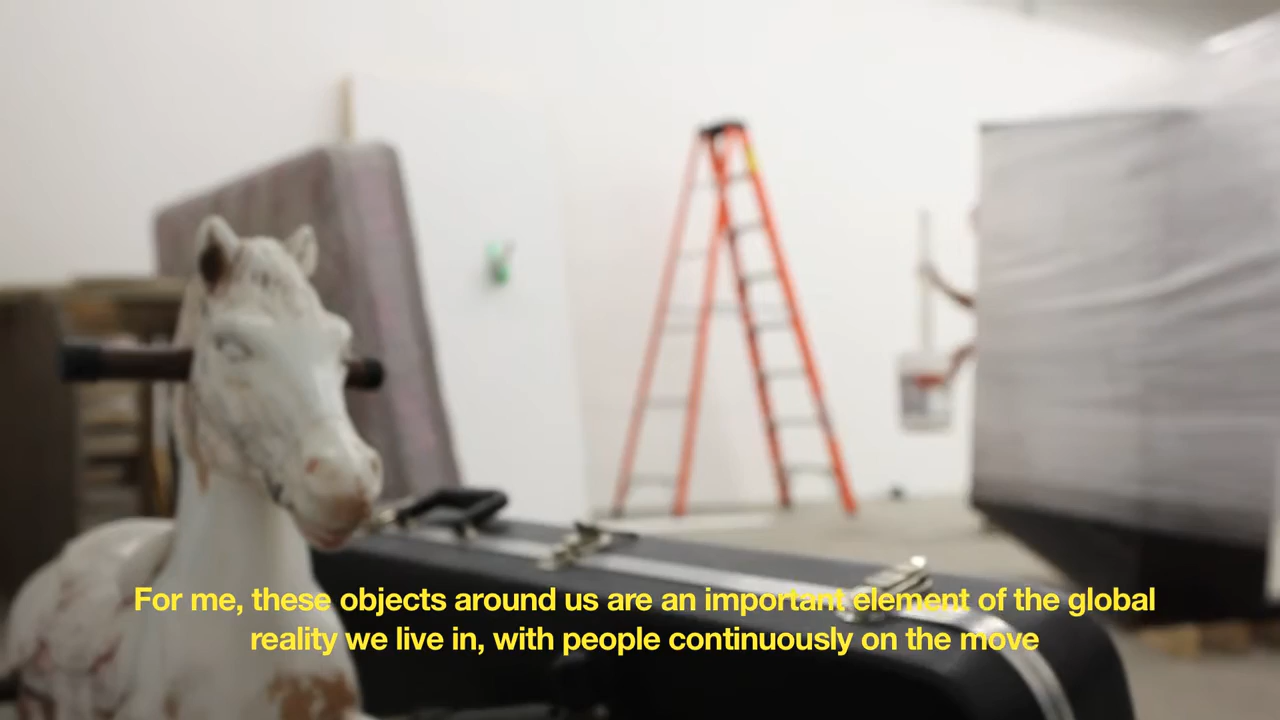 For me, these objects around us are an important element of the global
reality we live in, with people continuously on the move